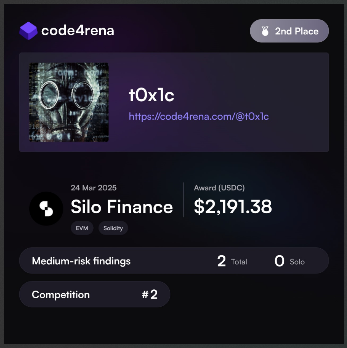 code4rena
2nd Place
t0x1c
https://code4rena.com/@t0x1c
24 Mar 2025
Silo Finance
EVM Solidity
Award (USDC)
$2,191.38
Medium-risk findings 2 Total 0 Solo
Competition #2